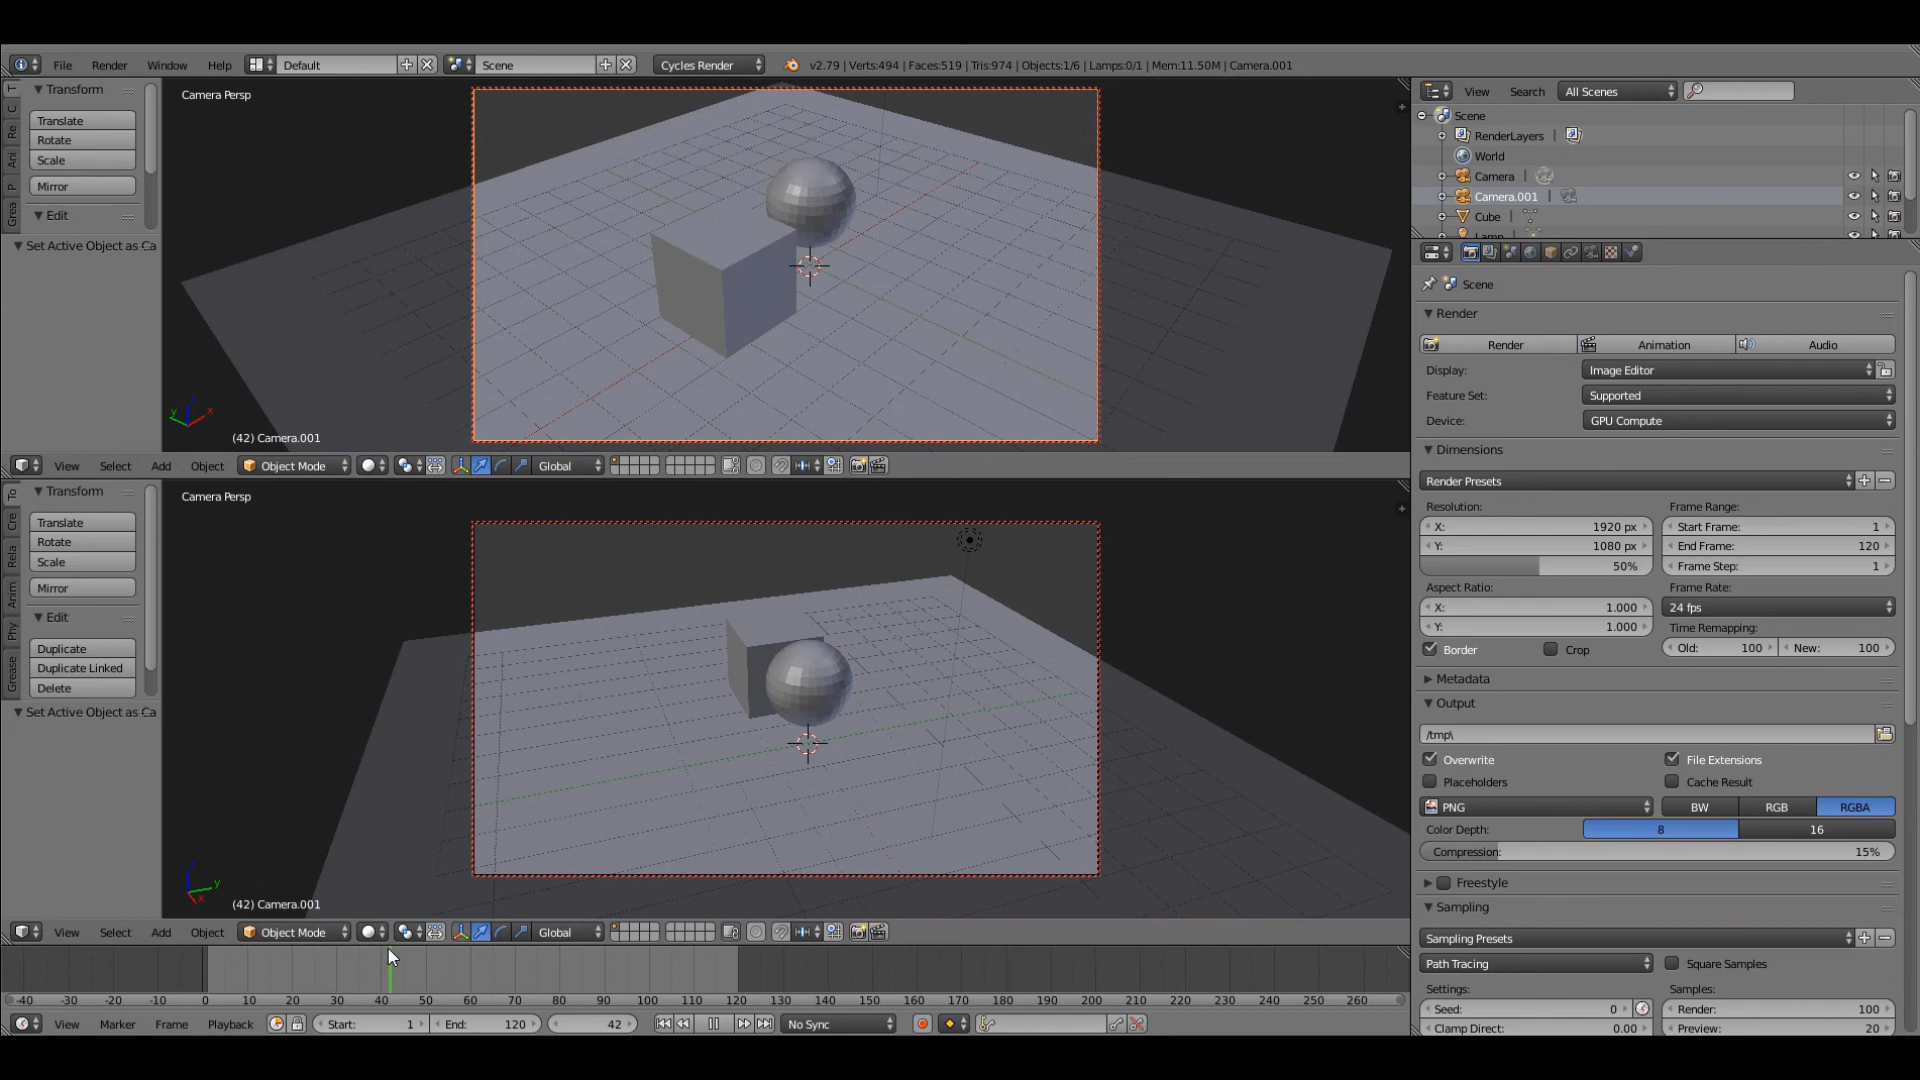 File Render Window Help Default Scene Cycles Render v2.79 | Verts:494 | Faces:519 | Tris:974 | Objects:1/6 | Lamps:0/1 | Mem:11.50M | Camera.001
Transform
Translate
Rotate
Scale
Mirror
Edit
Set Active Object as Ca
T
C
Re
Ani
P
Grea
Camera Persp
y
x
(42) Camera.001
View Select Add Object Object Mode Global
Transform
Translate
Rotate
Scale
Mirror
Edit
Duplicate
Duplicate Linked
Delete
Set Active Object as Ca
To
Cre
Rela
Anim
Phy
Grease
Camera Persp
y
x
(42) Camera.001
View Select Add Object Object Mode Global
-40 -30 -20 -10 0 10 20 30 40 50 60 70 80 90 100 110 120 130 140 150 160 170 180 190 200 210 220 230 240 250 260
View Marker Frame Playback Start: 1 End: 120 42 No Sync
View Search All Scenes
Scene
RenderLayers
World
Camera
Camera.001
Cube
Lamp
Scene
Render
Render Animation Audio
Display: Image Editor
Feature Set: Supported
Device: GPU Compute
Dimensions
Render Presets
Resolution: Frame Range:
X: 1920 px Start Frame: 1
Y: 1080 px End Frame: 120
50% Frame Step: 1
Aspect Ratio: Frame Rate:
X: 1.000 24 fps
Y: 1.000 Time Remapping:
Border Crop Old: 100 New: 100
Metadata
Output
/tmp\
Overwrite File Extensions
Placeholders Cache Result
PNG BW RGB RGBA
Color Depth: 8 16
Compression: 15%
Freestyle
Sampling
Sampling Presets
Path Tracing Square Samples
Settings: Samples:
Seed: 0 Render: 100
Clamp Direct: 0.00 Preview: 20